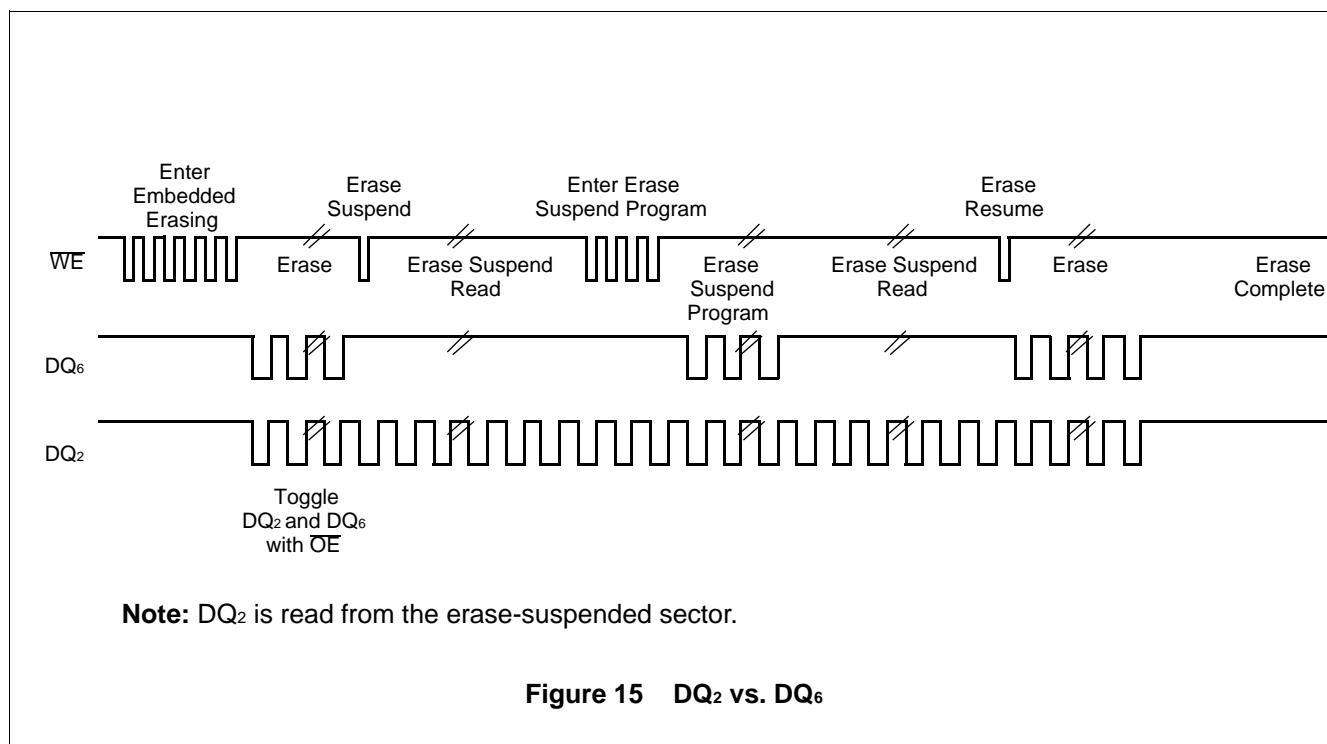 Enter
Embedded
Erasing
Erase
Suspend
Enter Erase
Suspend Program
Erase
Resume
WE
Erase
Erase Suspend
Read
Erase
Suspend
Program
Erase Suspend
Read
Erase
Erase
Complete
DQ6
DQ2
Toggle
DQ2 and DQ6
with OE
Note: DQ2 is read from the erase-suspended sector.
Figure 15 DQ2 vs. DQ6